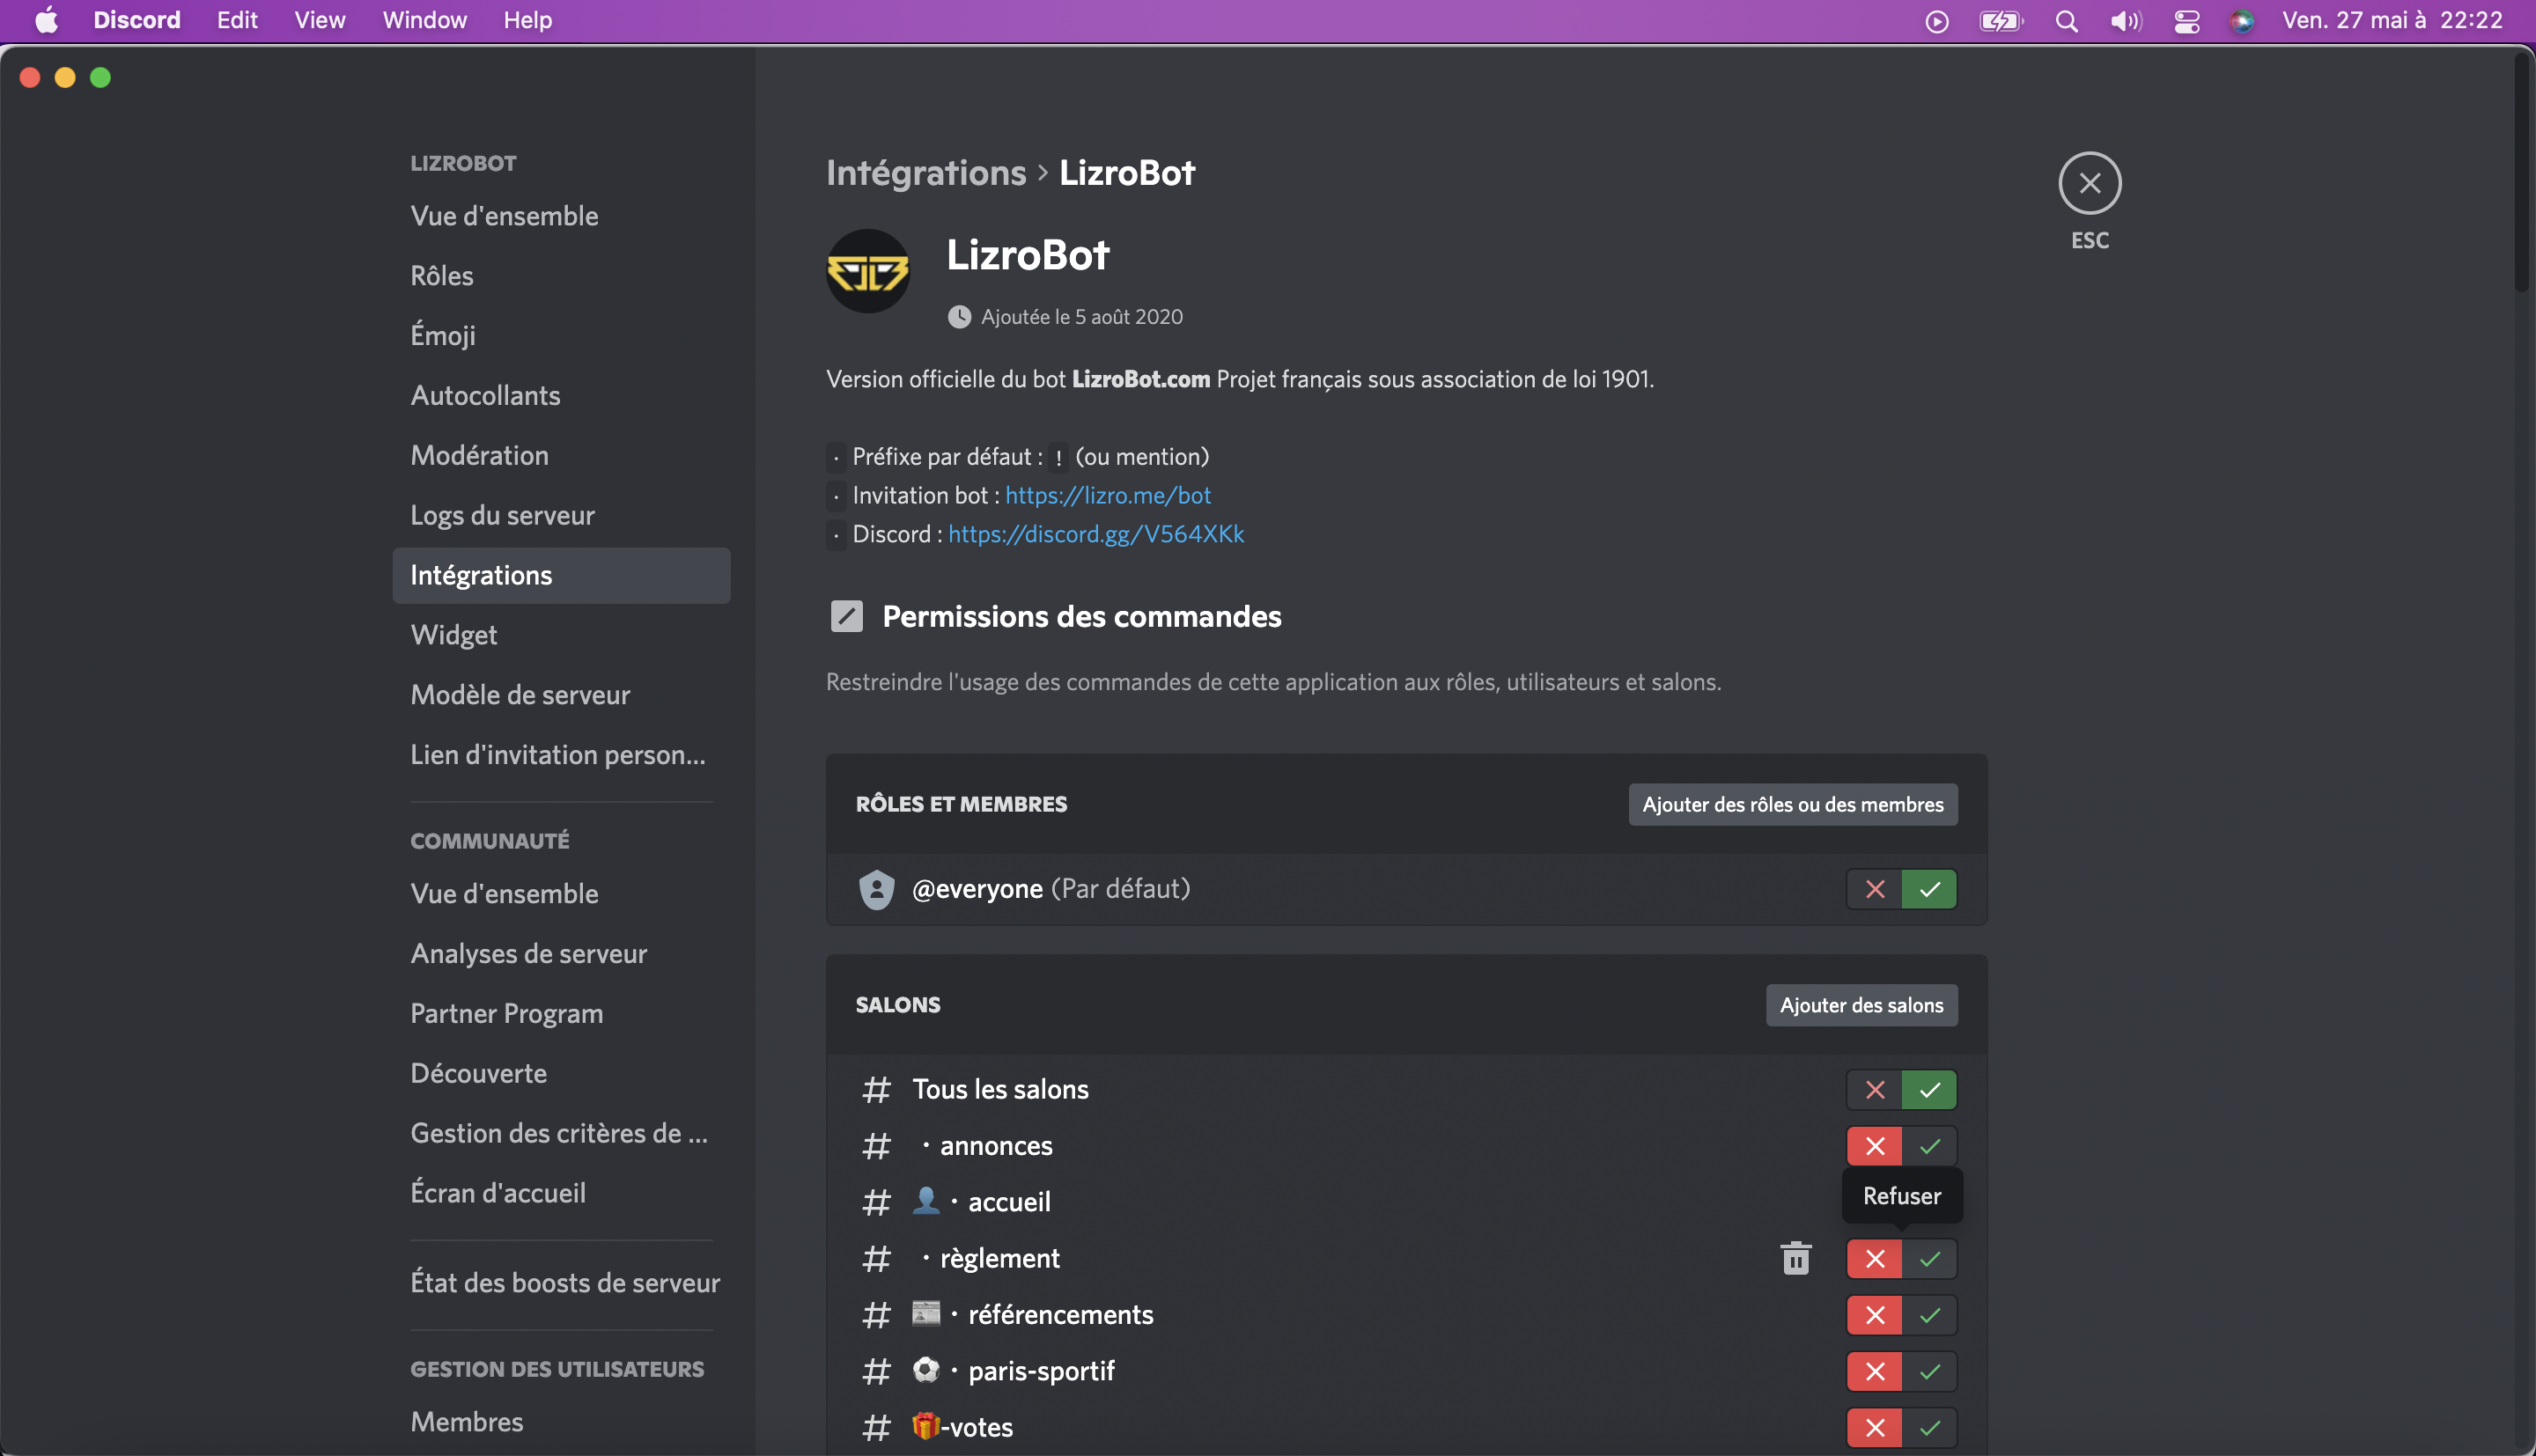 Discord Edit View Window Help Ven. 27 mai à 22:22
LIZROBOT
Vue d'ensemble
Rôles
Émoji
Autocollants
Modération
Logs du serveur
Intégrations
Widget
Modèle de serveur
Lien d'invitation person...
COMMUNAUTÉ
Vue d'ensemble
Analyses de serveur
Partner Program
Découverte
Gestion des critères de ...
Écran d'accueil
État des boosts de serveur
GESTION DES UTILISATEURS
Membres
Intégrations › LizroBot
ESC
LizroBot
Ajoutée le 5 août 2020
Version officielle du bot LizroBot.com Projet français sous association de loi 1901.
· Préfixe par défaut : ! (ou mention)
· Invitation bot : https://lizro.me/bot
· Discord : https://discord.gg/V564XKk
Permissions des commandes
Restreindre l'usage des commandes de cette application aux rôles, utilisateurs et salons.
RÔLES ET MEMBRES
Ajouter des rôles ou des membres
@everyone (Par défaut)
SALONS
Ajouter des salons
# Tous les salons
# ・annonces
# 👤・accueil
Refuser
# ・règlement
# 📰・référencements
# ⚽・paris-sportif
# 🎁-votes